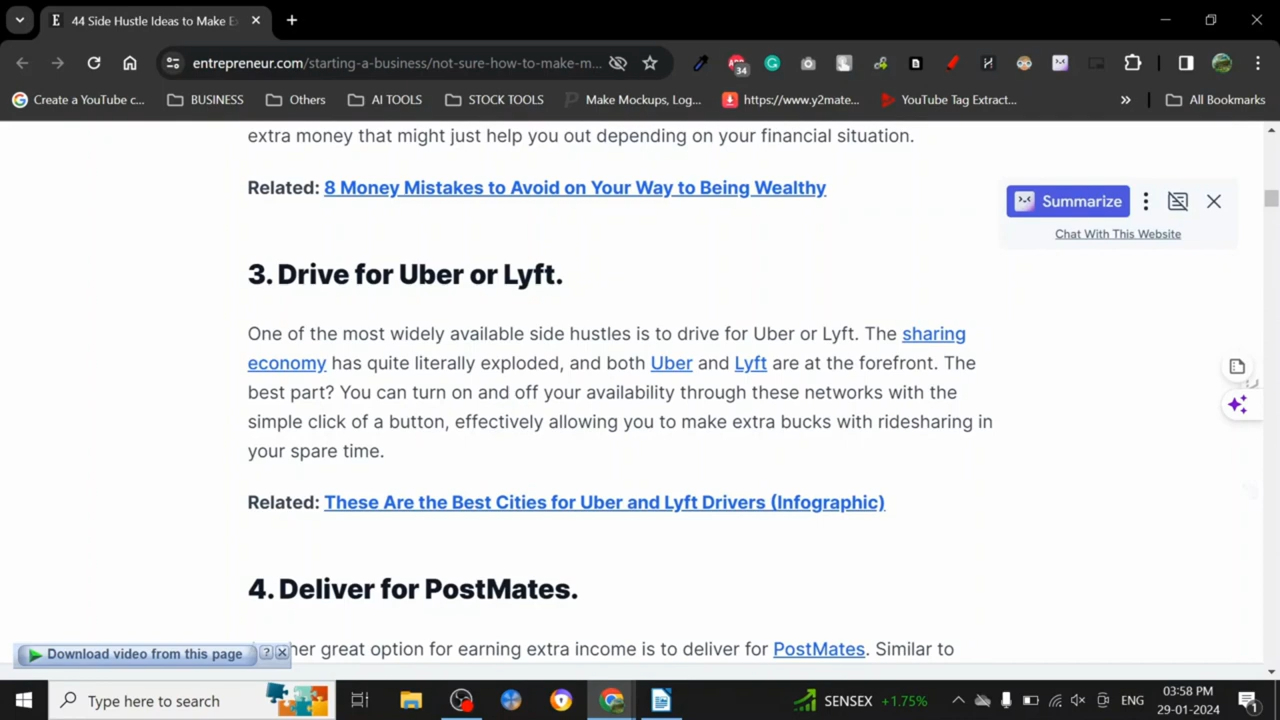 E 44 Side Hustle Ideas to Make E
entrepreneur.com/starting-a-business/not-sure-how-to-make-m...
34
Create a YouTube c...
BUSINESS
Others
AI TOOLS
STOCK TOOLS
Make Mockups, Log...
https://www.y2mate...
YouTube Tag Extract...
»
All Bookmarks
extra money that might just help you out depending on your financial situation.
Related: 8 Money Mistakes to Avoid on Your Way to Being Wealthy
Summarize
Chat With This Website
3. Drive for Uber or Lyft.
One of the most widely available side hustles is to drive for Uber or Lyft. The sharing
economy has quite literally exploded, and both Uber and Lyft are at the forefront. The
best part? You can turn on and off your availability through these networks with the
simple click of a button, effectively allowing you to make extra bucks with ridesharing in
your spare time.
Related: These Are the Best Cities for Uber and Lyft Drivers (Infographic)
4. Deliver for PostMates.
her great option for earning extra income is to deliver for PostMates. Similar to
Download video from this page
?
Type here to search
SENSEX +1.75%
ENG
03:58 PM
29-01-2024
1